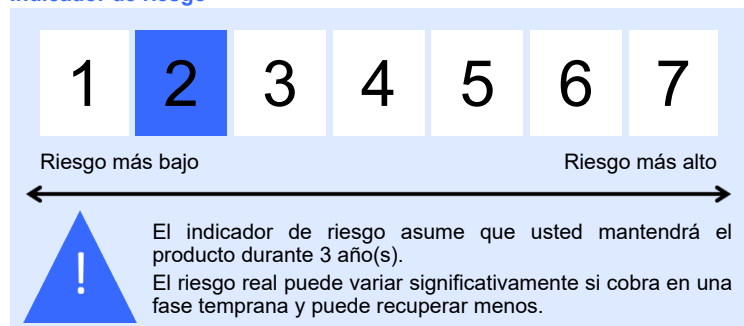 Indicador de Riesgo
1 2 3 4 5 6 7
Riesgo más bajo Riesgo más alto
!
El indicador de riesgo asume que usted mantendrá el
producto durante 3 año(s).
El riesgo real puede variar significativamente si cobra en una
fase temprana y puede recuperar menos.